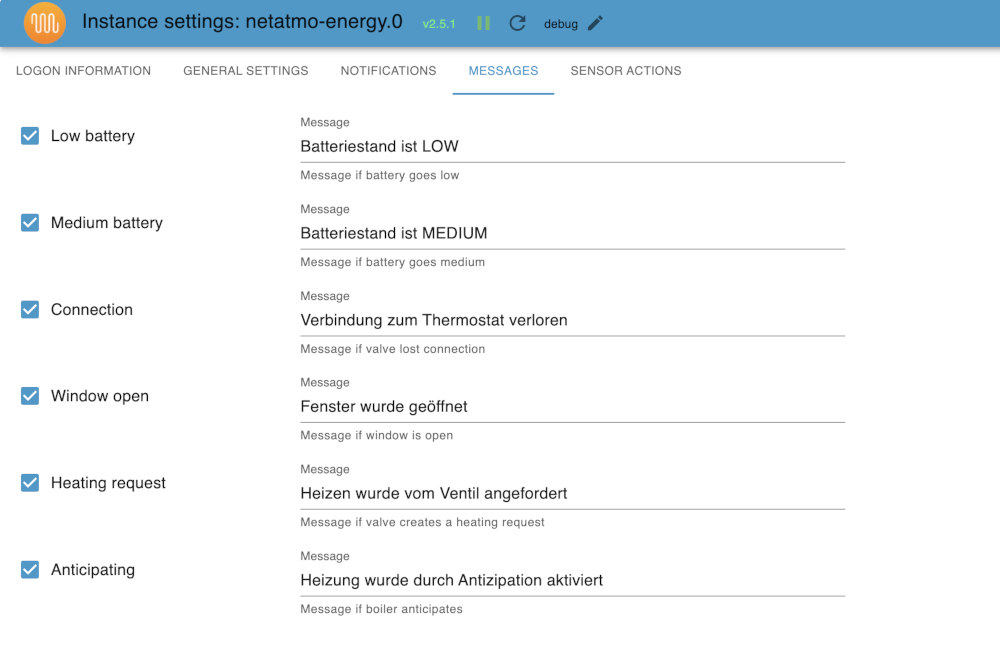 Instance settings: netatmo-energy.0 v2.5.1 debug
LOGON INFORMATION GENERAL SETTINGS NOTIFICATIONS MESSAGES SENSOR ACTIONS
Message
Low battery Batteriestand ist LOW
Message if battery goes low
Message
Medium battery Batteriestand ist MEDIUM
Message if battery goes medium
Message
Connection Verbindung zum Thermostat verloren
Message if valve lost connection
Message
Window open Fenster wurde geöffnet
Message if window is open
Message
Heating request Heizen wurde vom Ventil angefordert
Message if valve creates a heating request
Message
Anticipating Heizung wurde durch Antizipation aktiviert
Message if boiler anticipates